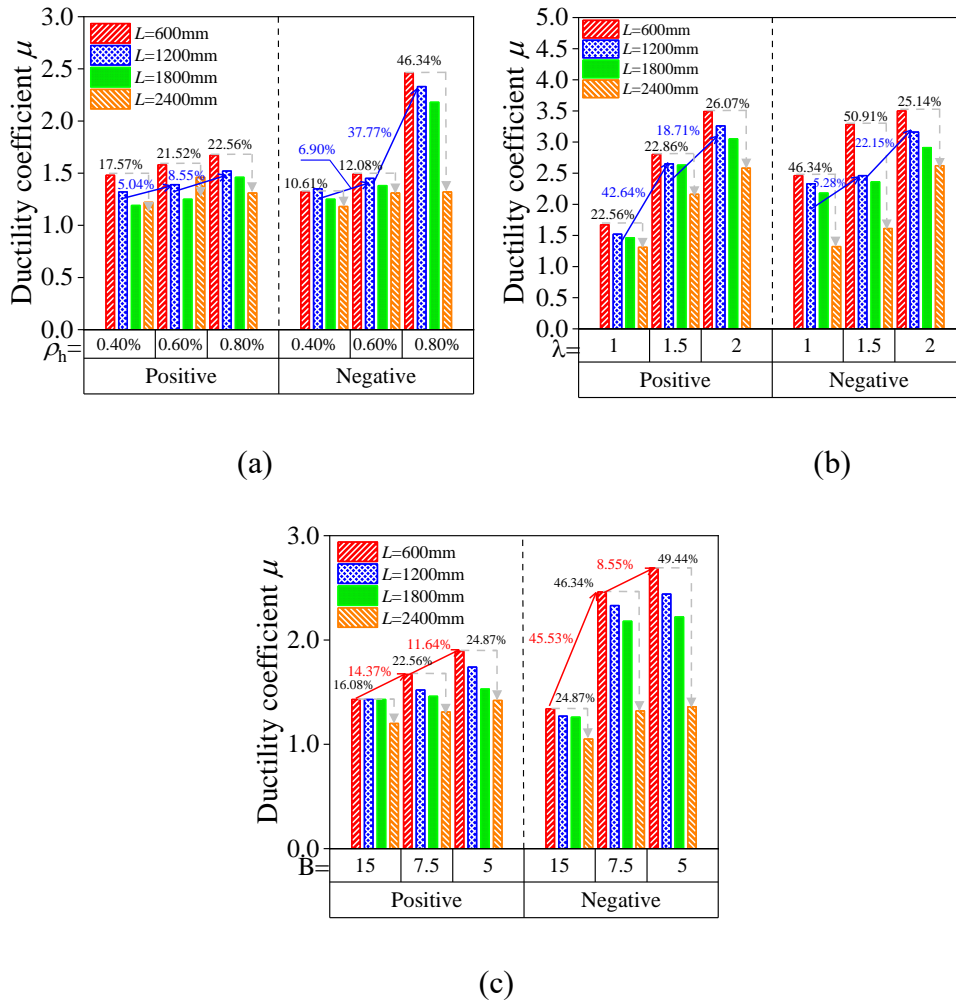 3.0
2.5
2.0
1.5
1.0
0.5
0.0
Ductility coefficient μ
L=600mm
L=1200mm
L=1800mm
L=2400mm
17.57%
5.04%
21.52%
8.55%
22.56%
10.61%
6.90%
12.08%
37.77%
46.34%
ρh= 0.40% 0.60% 0.80% 0.40% 0.60% 0.80%
Positive Negative
(a)
5.0
4.5
4.0
3.5
3.0
2.5
2.0
1.5
1.0
0.5
0.0
Ductility coefficient μ
L=600mm
L=1200mm
L=1800mm
L=2400mm
22.56%
42.64%
22.86%
18.71%
26.07%
46.34%
5.28%
50.91%
22.15%
25.14%
λ= 1 1.5 2 1 1.5 2
Positive Negative
(b)
3.0
2.0
1.0
0.0
Ductility coefficient μ
L=600mm
L=1200mm
L=1800mm
L=2400mm
16.08%
14.37%
22.56%
11.64%
24.87%
24.87%
45.53%
46.34%
8.55%
49.44%
B= 15 7.5 5 15 7.5 5
Positive Negative
(c)